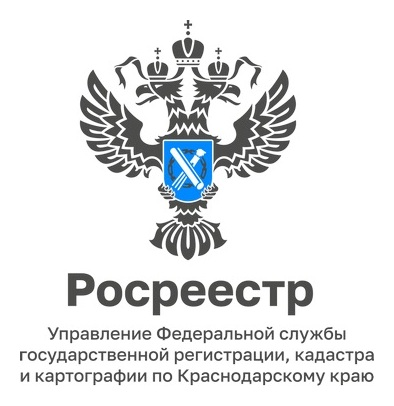 Росреестр
Управление Федеральной службы
государственной регистрации, кадастра
и картографии по Краснодарскому краю